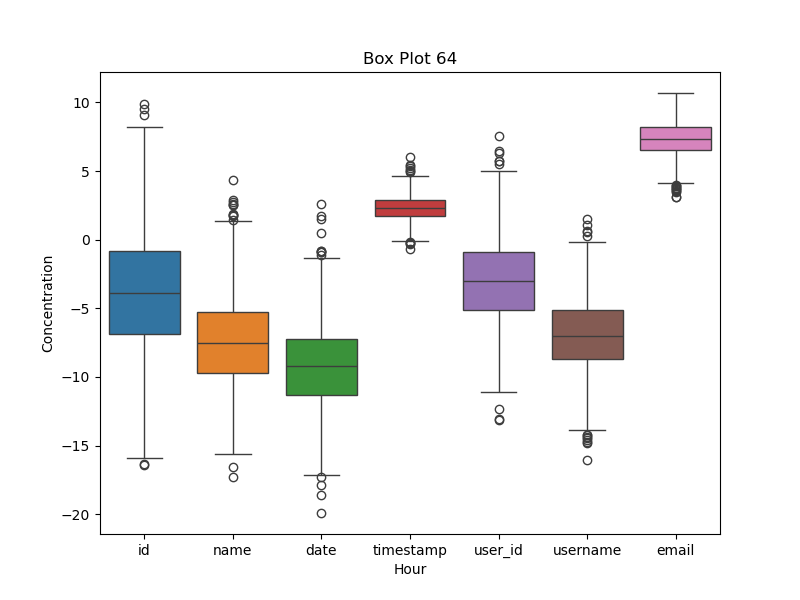 Box Plot 64
Concentration
10
5
0
−5
−10
−15
−20
id name date timestamp user_id username email
Hour